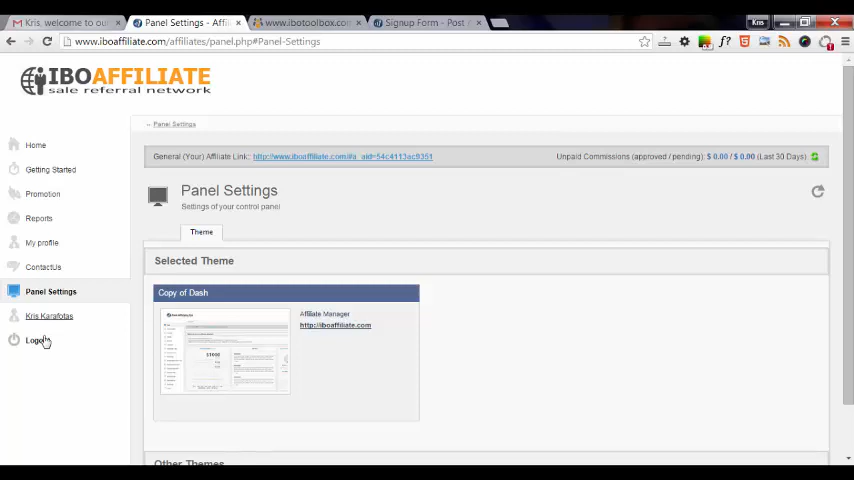 Kris, welcome to our
Panel Settings - Affi
www.ibotoolbox.com
Signup Form - Post A
Kris
www.iboaffiliate.com/affiliates/panel.php#Panel-Settings
IBOAFFILIATE
sale referral network
Panel Settings
General (Your) Affiliate Link: http://www.iboaffiliate.com/#a_aid=54c4113ac9351
Unpaid Commissions (approved / pending): $ 0.00 / $ 0.00 (Last 30 Days):
Home
Getting Started
Promotion
Reports
My profile
ContactUs
Panel Settings
Kris Karafotas
Logout
Panel Settings
Settings of your control panel
Theme
Selected Theme
Copy of Dash
Affiliate Manager
http://iboaffiliate.com
Other Themes